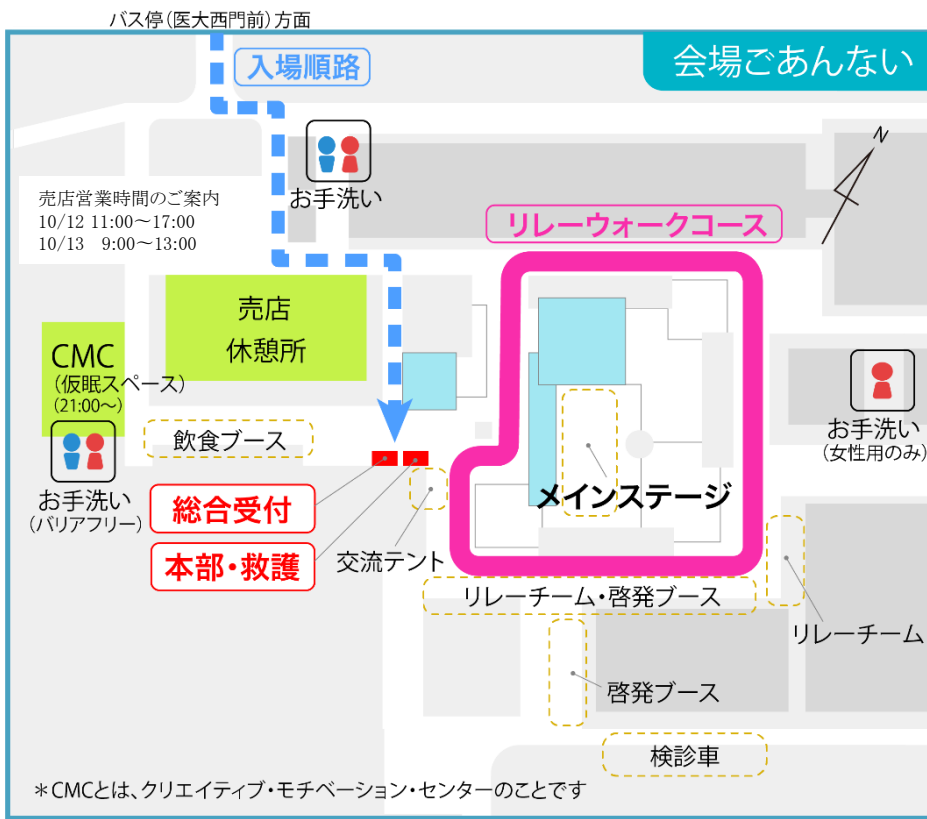 バス停(医大西門前)方面
入場順路
会場ごあんない
N
お手洗い
売店営業時間のご案内
10/12 11:00～17:00
10/13 9:00～13:00
リレーウォークコース
売店
休憩所
CMC
(仮眠スペース)
(21:00～)
お手洗い
(バリアフリー)
飲食ブース
総合受付
本部・救護
交流テント
メインステージ
お手洗い
(女性用のみ)
リレーチーム・啓発ブース
リレーチーム
啓発ブース
検診車
＊CMCとは、クリエイティブ・モチベーション・センターのことです